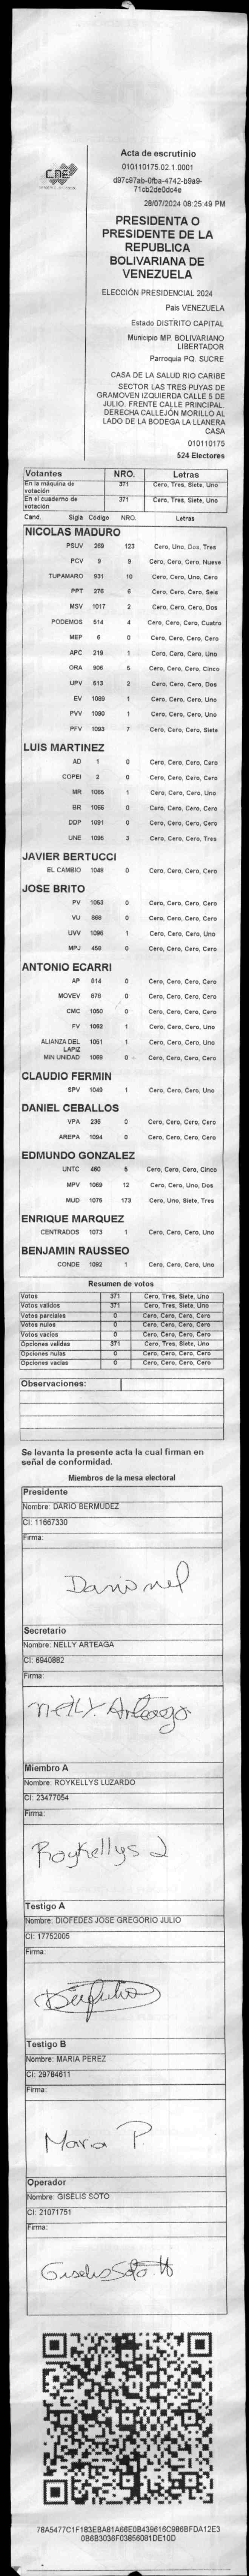 CNE
Acta de escrutinio
010110175.02.1.0001
d97c97ab-0fba-4742-b9a9-
71cb2de0dc4e
28/07/2024 08:25:49 PM
PRESIDENTA O
PRESIDENTE DE LA
REPUBLICA
BOLIVARIANA DE
VENEZUELA
ELECCIÓN PRESIDENCIAL 2024
Pais VENEZUELA
Estado DISTRITO CAPITAL
Municipio MP. BOLIVARIANO
LIBERTADOR
Parroquia PQ. SUCRE
CASA DE LA SALUD RIO CARIBE
SECTOR LAS TRES PUYAS DE
GRAMOVEN IZQUIERDA CALLE 5 DE
JULIO. FRENTE CALLE PRINCIPAL
DERECHA CALLEJÓN MORILLO AL
LADO DE LA BODEGA LA LLANERA
CASA
010110175
524 Electores
Votantes NRO. Letras
En la máquina de votación 371 Cero, Tres, Siete, Uno
En el cuaderno de votación 371 Cero, Tres, Siete, Uno
Cand. Sigla Código NRO. Letras
NICOLAS MADURO
PSUV 269 123 Cero, Uno, Dos, Tres
PCV 9 9 Cero, Cero, Cero, Nueve
TUPAMARO 931 10 Cero, Cero, Uno, Cero
PPT 276 6 Cero, Cero, Cero, Seis
MSV 1017 2 Cero, Cero, Cero, Dos
PODEMOS 514 4 Cero, Cero, Cero, Cuatro
MEP 6 0 Cero, Cero, Cero, Cero
APC 219 1 Cero, Cero, Cero, Uno
ORA 806 5 Cero, Cero, Cero, Cinco
UPV 513 2 Cero, Cero, Cero, Dos
EV 1089 1 Cero, Cero, Cero, Uno
PVV 1090 1 Cero, Cero, Cero, Uno
PFV 1093 7 Cero, Cero, Cero, Siete
LUIS MARTINEZ
AD 1 0 Cero, Cero, Cero, Cero
COPEI 3 0 Cero, Cero, Cero, Cero
MR 1065 1 Cero, Cero, Cero, Uno
BR 1066 0 Cero, Cero, Cero, Cero
DDP 1091 0 Cero, Cero, Cero, Cero
UNE 1095 3 Cero, Cero, Cero, Tres
JAVIER BERTUCCI
EL CAMBIO 1048 0 Cero, Cero, Cero, Cero
JOSE BRITO
PV 1053 0 Cero, Cero, Cero, Cero
VU 868 0 Cero, Cero, Cero, Cero
UVV 1096 1 Cero, Cero, Cero, Uno
MPJ 458 0 Cero, Cero, Cero, Cero
ANTONIO ECARRI
AP 814 0 Cero, Cero, Cero, Cero
MOVEV 678 0 Cero, Cero, Cero, Cero
CMC 1050 0 Cero, Cero, Cero, Cero
FV 1062 1 Cero, Cero, Cero, Uno
ALIANZA DEL LAPIZ 1051 1 Cero, Cero, Cero, Uno
MIN UNIDAD 1069 0 Cero, Cero, Cero, Cero
CLAUDIO FERMIN
SPV 1049 1 Cero, Cero, Cero, Uno
DANIEL CEBALLOS
VPA 236 0 Cero, Cero, Cero, Cero
AREPA 1094 0 Cero, Cero, Cero, Cero
EDMUNDO GONZALEZ
UNTC 460 5 Cero, Cero, Cero, Cinco
MPV 1069 12 Cero, Cero, Uno, Dos
MUD 1075 173 Cero, Uno, Siete, Tres
ENRIQUE MARQUEZ
CENTRADOS 1073 1 Cero, Cero, Cero, Uno
BENJAMIN RAUSSEO
CONDE 1092 1 Cero, Cero, Cero, Uno
Resumen de votos
Votos 371 Cero, Tres, Siete, Uno
Votos validos 371 Cero, Tres, Siete, Uno
Votos parciales 0 Cero, Cero, Cero, Cero
Votos nulos 0 Cero, Cero, Cero, Cero
Votos vacios 0 Cero, Cero, Cero, Cero
Opciones validas 371 Cero, Tres, Siete, Uno
Opciones nulas 0 Cero, Cero, Cero, Cero
Opciones vacias 0 Cero, Cero, Cero, Cero
Observaciones:
Se levanta la presente acta la cual firman en
señal de conformidad.
Miembros de la mesa electoral
Presidente
Nombre: DARIO BERMUDEZ
CI: 11667330
Firma:
Secretario
Nombre: NELLY ARTEAGA
CI: 6940882
Firma:
Nelly Arteaga
Miembro A
Nombre: ROYKELLYS LUZARDO
CI: 23477054
Firma:
Roykellys L
Testigo A
Nombre: DIOFEDES JOSE GREGORIO JULIO
CI: 17752005
Firma:
Testigo B
Nombre: MARIA PEREZ
CI: 29784611
Firma:
Maria P.
Operador
Nombre: GISELIS SOTO
CI: 21071751
Firma:
Giselis Soto
78A5477C1F183EBA81A66E0B439616C986BFDA12E3
0B6B3036F03856081DE10D